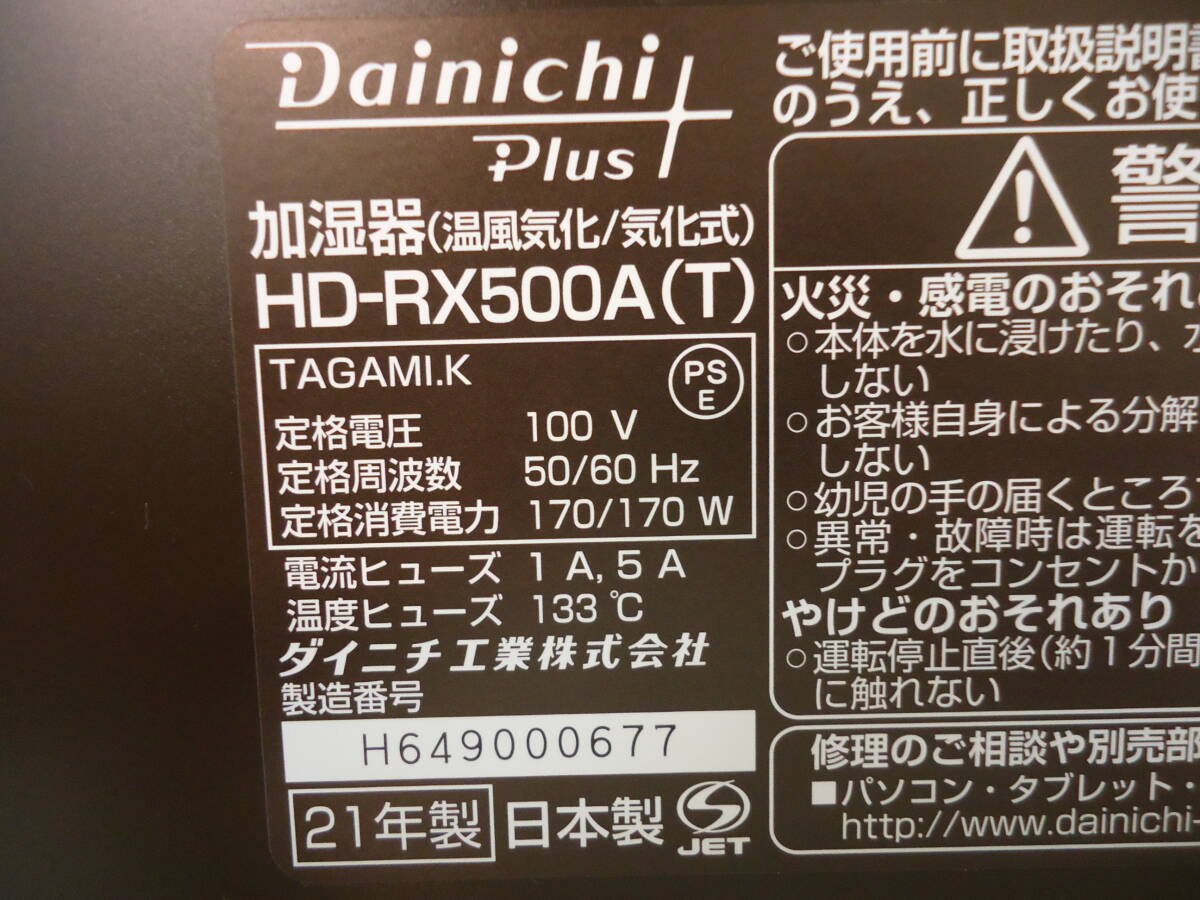 Dainichi
Plus
加湿器(温風気化/気化式)
HD-RX500A(T)
TAGAMI.K
PS
E
定格電圧 100 V
定格周波数 50/60 Hz
定格消費電力 170/170 W
電流ヒューズ 1 A, 5 A
温度ヒューズ 133 ℃
ダイニチ工業株式会社
製造番号
H649000677
21年製 日本製
JET
ご使用前に取扱説明
のうえ、正しくお使
警
火災・感電のおそれ
○本体を水に浸けたり、
しない
○お客様自身による分解
しない
○幼児の手の届くところ
○異常・故障時は運転を
プラグをコンセントか
やけどのおそれあり
○運転停止直後(約1分間
に触れない
修理のご相談や別売部
■パソコン・タブレット・
http://www.dainichi-